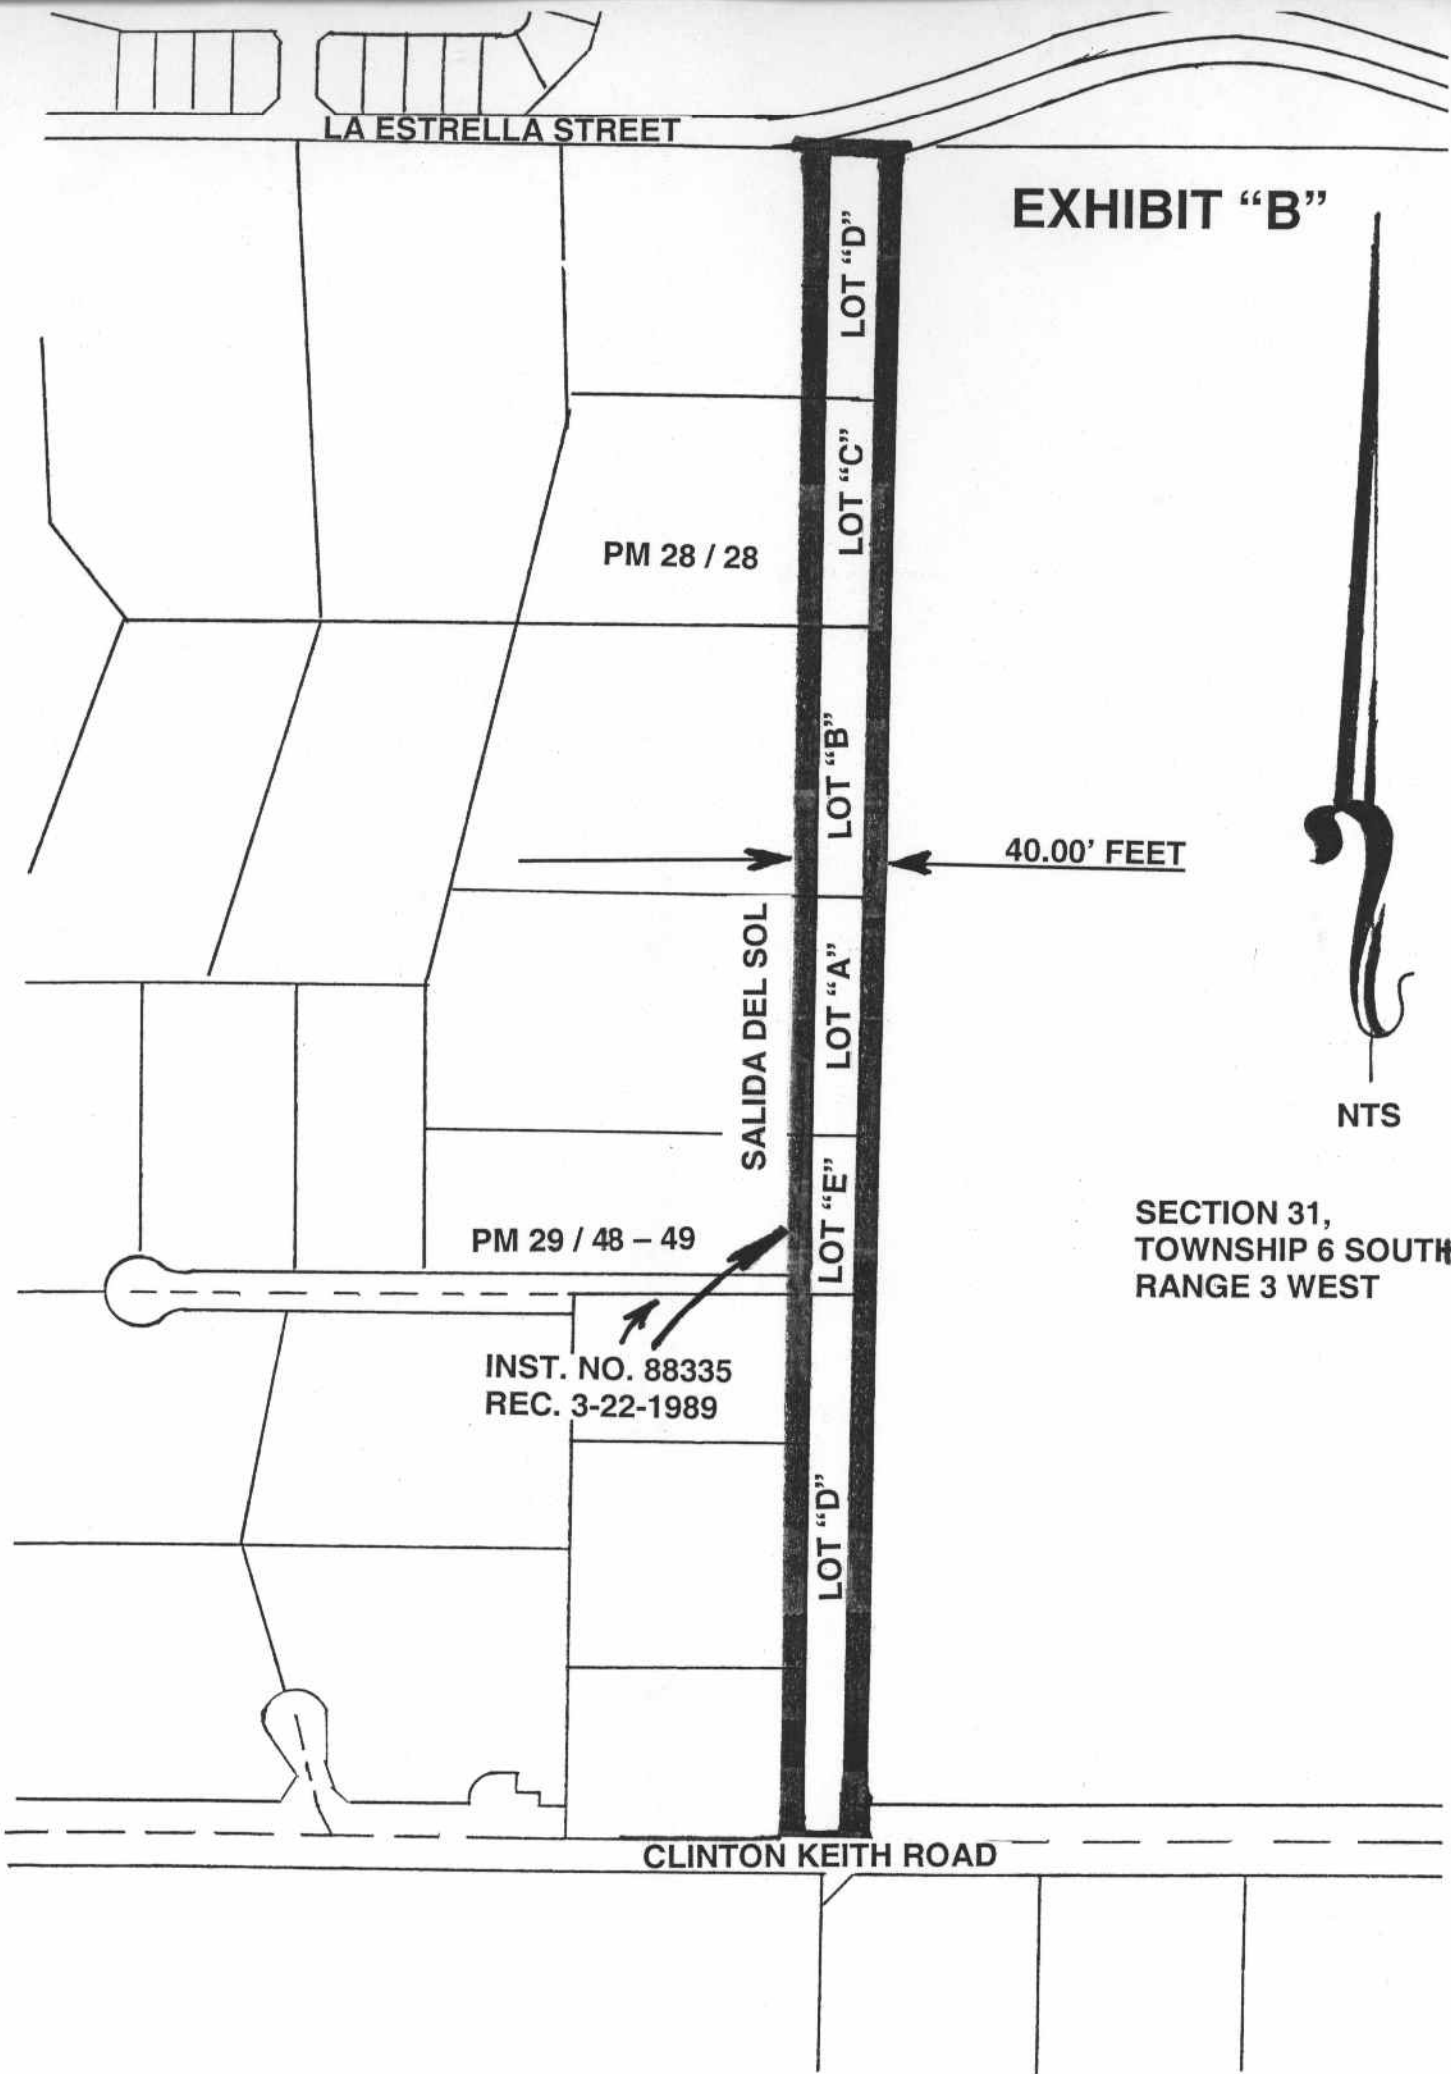 LA ESTRELLA STREET
EXHIBIT “B”
LOT “D”
LOT “C”
PM 28 / 28
LOT “B”
40.00’ FEET
SALIDA DEL SOL
LOT “A”
NTS
LOT “E”
SECTION 31,
TOWNSHIP 6 SOUTH
RANGE 3 WEST
PM 29 / 48 – 49
INST. NO. 88335
REC. 3-22-1989
LOT “D”
CLINTON KEITH ROAD